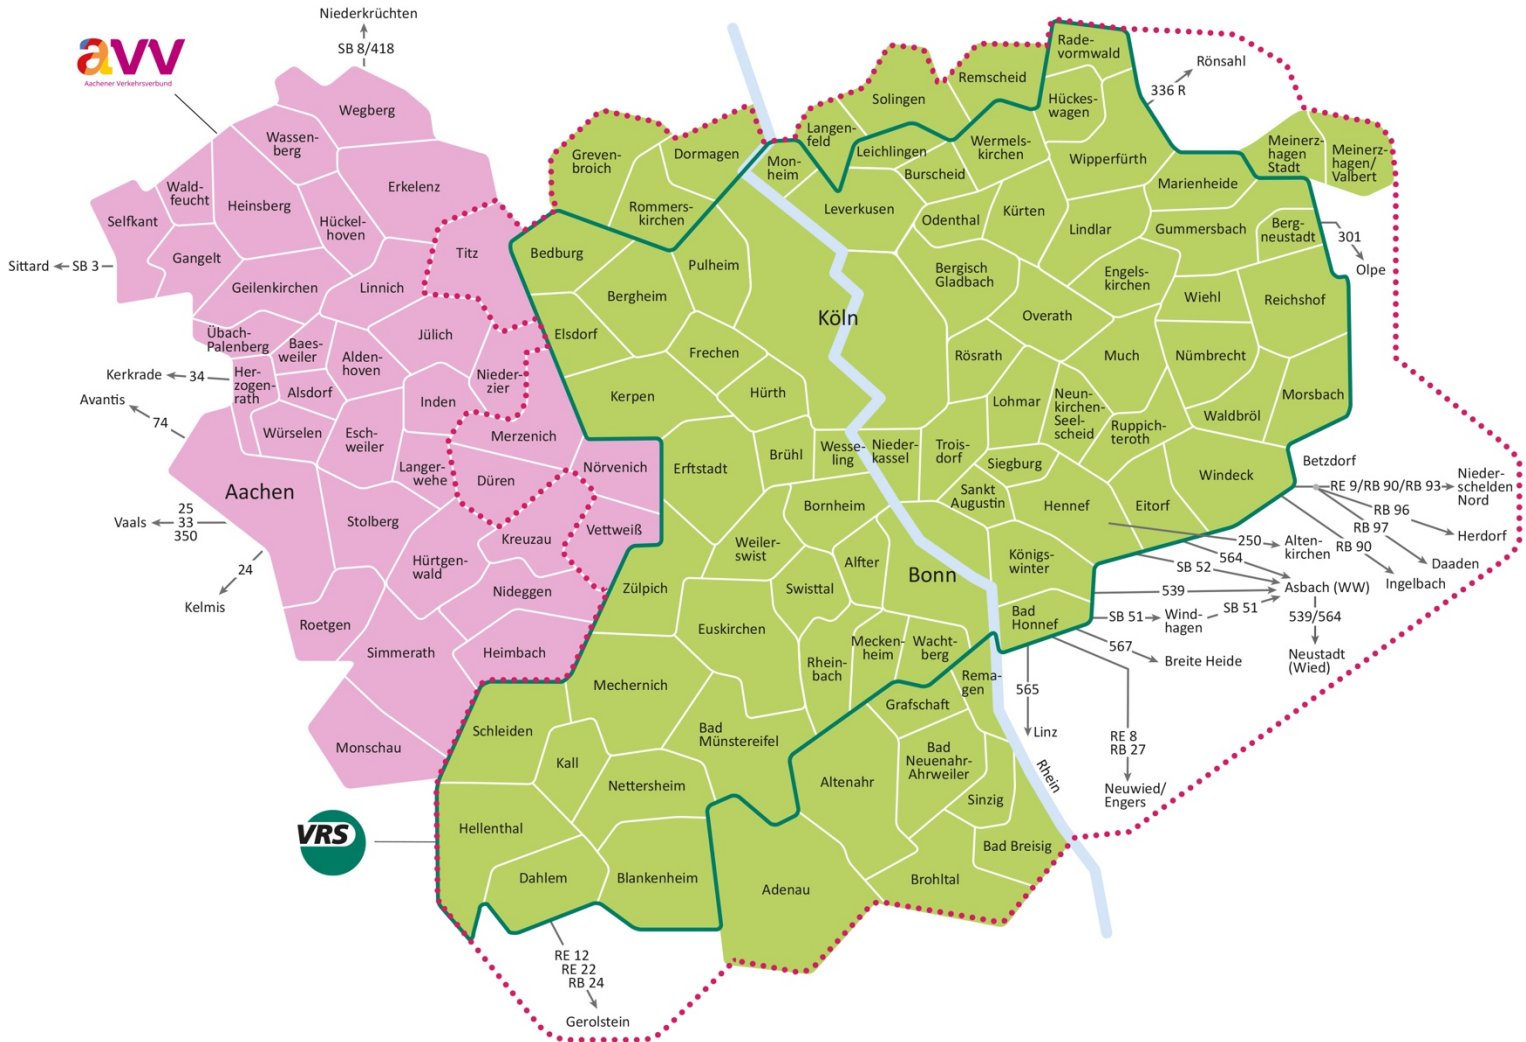 Niederkrüchten
SB 8/418
avv
Aachener Verkehrsverbund
Wegberg
Wassen-
berg
Erkelenz
Wald-
feucht
Heinsberg
Hückel-
hoven
Selfkant
Gangelt
Sittard
SB 3
Geilenkirchen
Linnich
Titz
Übach-
Palenberg
Baes-
weiler
Alden-
hoven
Jülich
Kerkrade
34
Her-
zogen-
rath
Alsdorf
Nieder-
zier
Avantis
74
Würselen
Esch-
weiler
Inden
Merzenich
Langer-
wehe
Düren
Nörvenich
Aachen
Stolberg
Vaals
25
33
350
Kreuzau
Vettweiß
Hürtgen-
wald
Nideggen
24
Kelmis
Roetgen
Simmerath
Heimbach
Monschau
Greven-
broich
Dormagen
Rommers-
kirchen
Langen-
feld
Solingen
Remscheid
Rade-
vormwald
Rönsahl
336 R
Hückes-
wagen
Mon-
heim
Leichlingen
Wermels-
kirchen
Wipperfürth
Meinerz-
hagen
Stadt
Meinerz-
hagen/
Valbert
Burscheid
Marienheide
Leverkusen
Odenthal
Kürten
Lindlar
Gummersbach
Berg-
neustadt
301
Olpe
Bedburg
Pulheim
Bergheim
Bergisch
Gladbach
Engels-
kirchen
Wiehl
Reichshof
Köln
Overath
Elsdorf
Frechen
Rösrath
Much
Nümbrecht
Kerpen
Hürth
Lohmar
Neun-
kirchen-
Seel-
scheid
Morsbach
Ruppich-
teroth
Waldbröl
Erftstadt
Brühl
Wesse-
ling
Nieder-
kassel
Trois-
dorf
Siegburg
Windeck
Betzdorf
RE 9/RB 90/RB 93
Nieder-
schelden
Nord
RB 96
Herdorf
RB 97
Daaden
RB 90
Ingelbach
Sankt
Augustin
Hennef
Eitorf
Bornheim
250
Alten-
kirchen
564
SB 52
Asbach (WW)
Weiler-
swist
Alfter
Bonn
Königs-
winter
539
Zülpich
Swisttal
Bad
Honnef
SB 51
Wind-
hagen
SB 51
539/564
Neustadt
(Wied)
567
Breite Heide
Euskirchen
Rhein-
bach
Mecken-
heim
Wacht-
berg
Rema-
gen
565
Linz
RE 8
RB 27
Neuwied/
Engers
Mechernich
Grafschaft
Schleiden
Bad
Münstereifel
Kall
Nettersheim
Altenahr
Bad
Neuenahr-
Ahrweiler
Sinzig
Rhein
VRS
Hellenthal
Bad Breisig
Dahlem
Blankenheim
Adenau
Brohltal
RE 12
RE 22
RB 24
Gerolstein